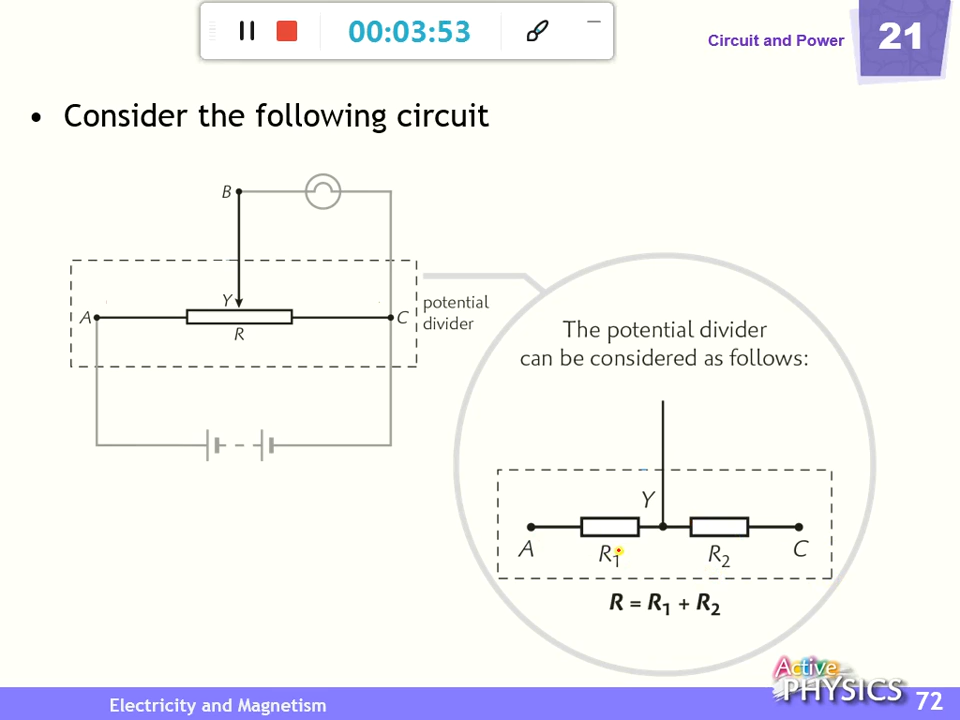 00:03:53
Circuit and Power
21
• Consider the following circuit
B
Y
A
C
R
potential
divider
The potential divider
can be considered as follows:
Y
A
R1
R2
C
R = R1 + R2
Active
PHYSICS
Electricity and Magnetism
72